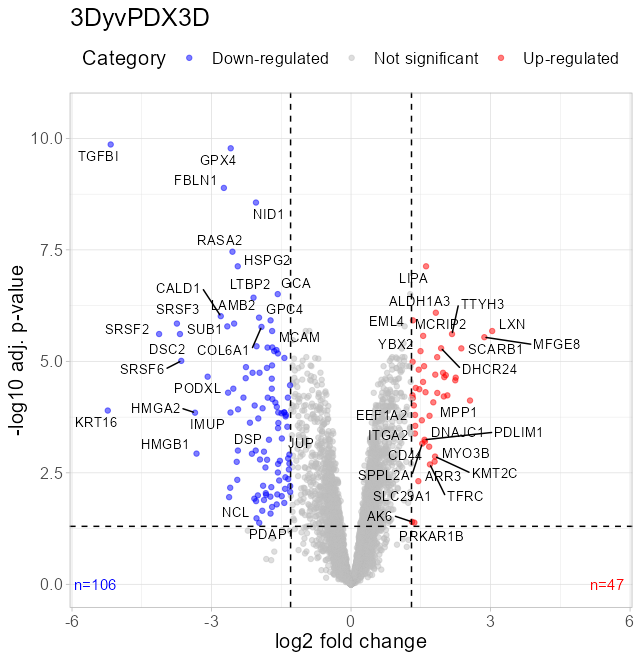 3DyvPDX3D
Category Down-regulated Not significant Up-regulated
10.0
7.5
5.0
2.5
0.0
-log10 adj. p-value
TGFBI
GPX4
FBLN1
NID1
RASA2
HSPG2
LIPA
CALD1
LTBP2
GCA
SRSF3
LAMB2
GPC4
ALDH1A3
TTYH3
SRSF2
SUB1
MCAM
EML4
MCRIP2
LXN
DSC2
COL6A1
YBX2
SCARB1
MFGE8
SRSF6
DHCR24
PODXL
HMGA2
IMUP
KRT16
EEF1A2
MPP1
HMGB1
DSP
JUP
ITGA2
DNAJC1
PDLIM1
CD44
MYO3B
SPPL2A
ARR3
KMT2C
NCL
SLC29A1
TFRC
PDAP1
AK6
PRKAR1B
n=106
n=47
-6 -3 0 3 6
log2 fold change